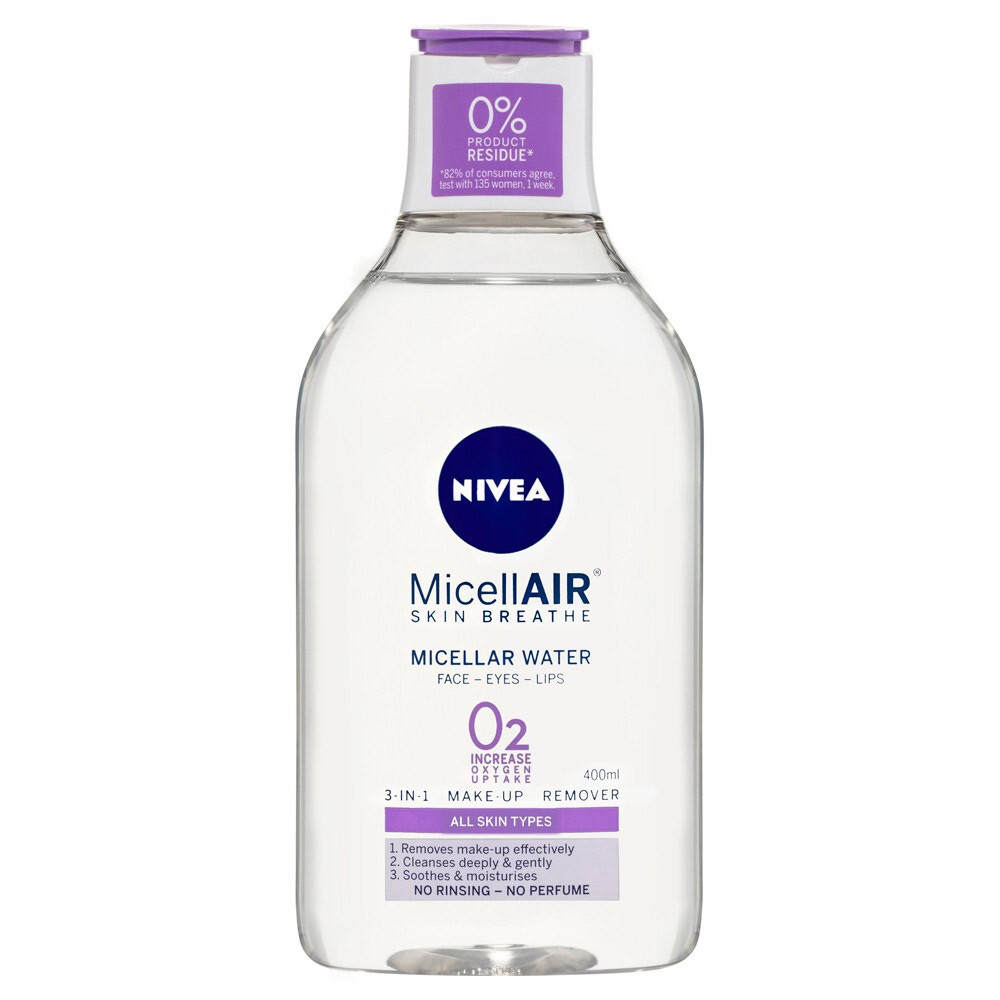 0%
PRODUCT
RESIDUE*
*82% of consumers agree,
test with 135 women, 1 week.
NIVEA
MicellAIR®
SKIN BREATHE
MICELLAR WATER
FACE – EYES – LIPS
O2
INCREASE
OXYGEN
UPTAKE
400ml
3-IN-1 MAKE-UP REMOVER
ALL SKIN TYPES
1. Removes make-up effectively
2. Cleanses deeply & gently
3. Soothes & moisturises
NO RINSING – NO PERFUME